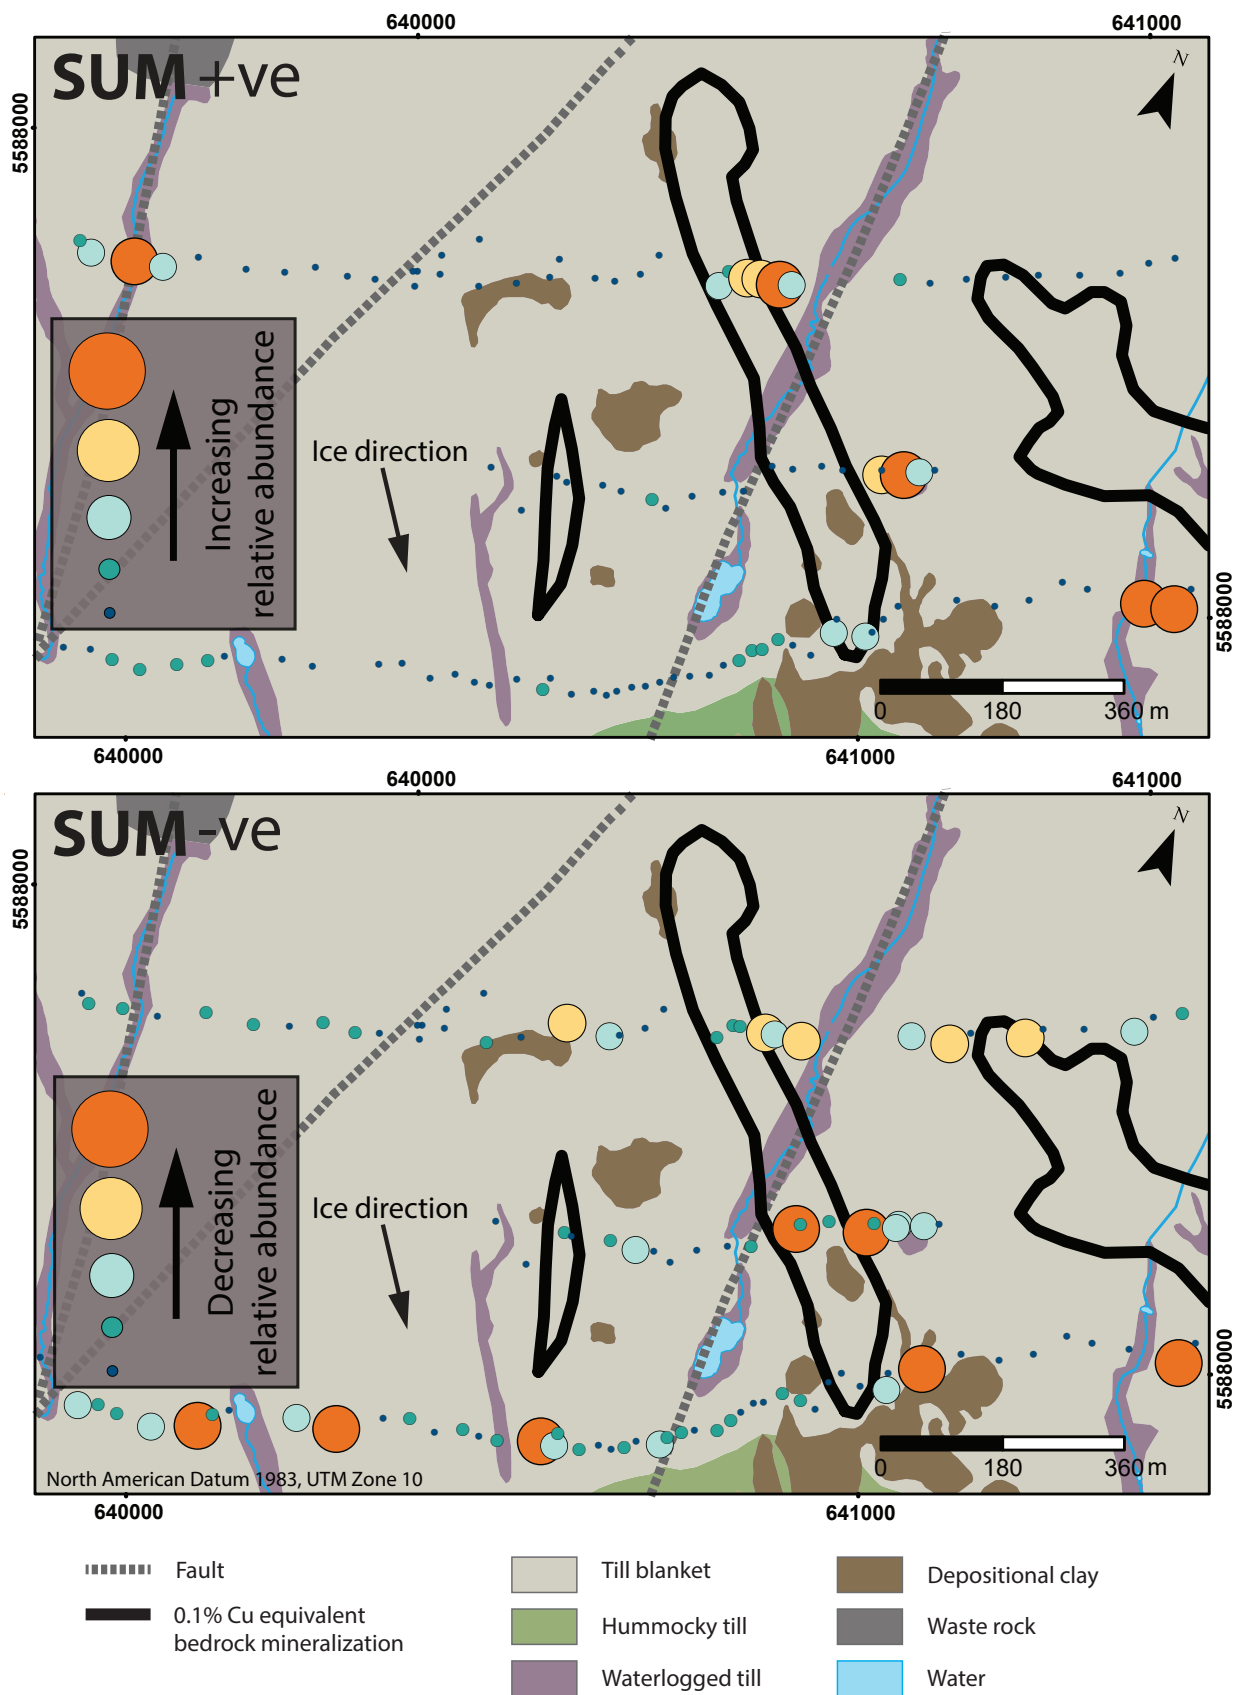 640000
641000
SUM +ve
N
5588000
Increasing
relative abundance
Ice direction
5588000
0
180
360 m
640000
641000
640000
641000
SUM -ve
N
5588000
Decreasing
relative abundance
Ice direction
5588000
0
180
360 m
North American Datum 1983, UTM Zone 10
640000
641000
Fault
0.1% Cu equivalent
bedrock mineralization
Till blanket
Hummocky till
Waterlogged till
Depositional clay
Waste rock
Water